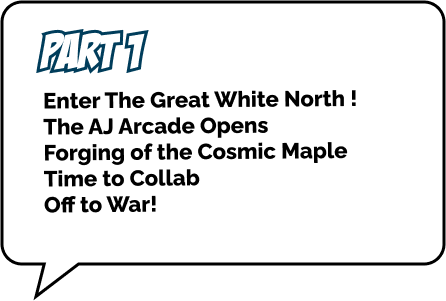 PART 1
Enter The Great White North !
The AJ Arcade Opens
Forging of the Cosmic Maple
Time to Collab
Off to War!